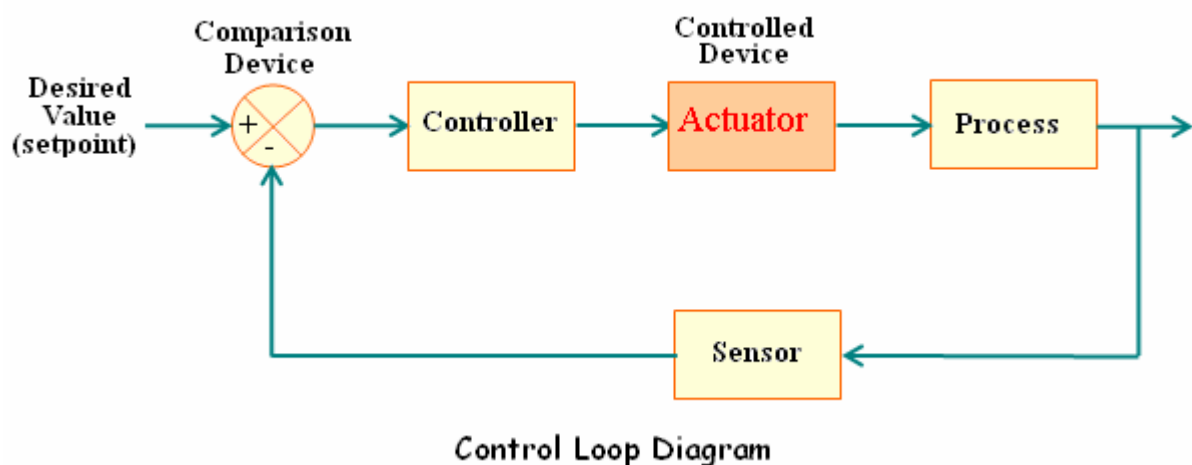 Comparison
Device
Controlled
Device
Desired
Value
(setpoint)
+
-
Controller
Actuator
Process
Sensor
Control Loop Diagram